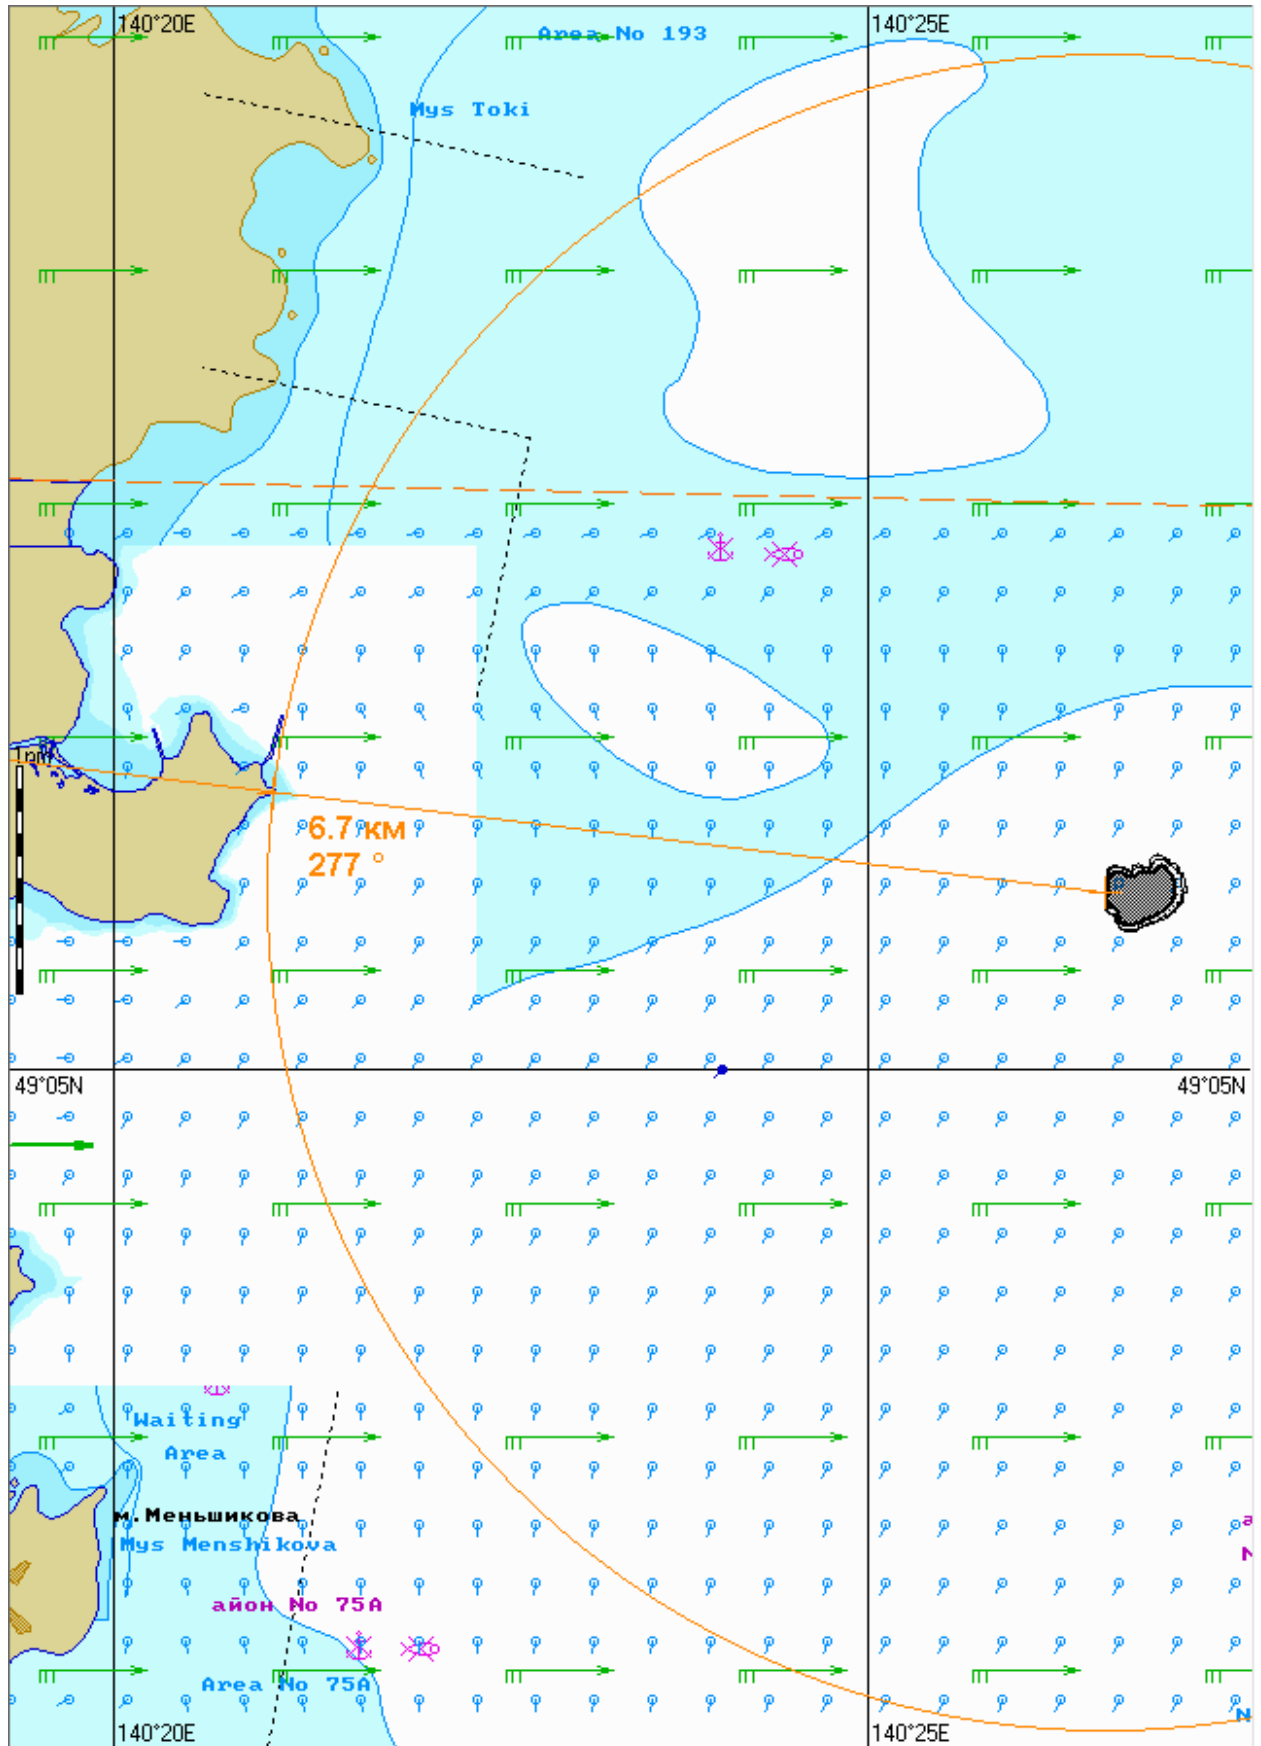 140°20E
140°25E
Area No 193
Mys Toki
1nm
6.7 км
277 °
49°05N
49°05N
Waiting
Area
м.Меньшикова
Mys Menshikova
айон No 75А
Area No 75A
140°20E
140°25E